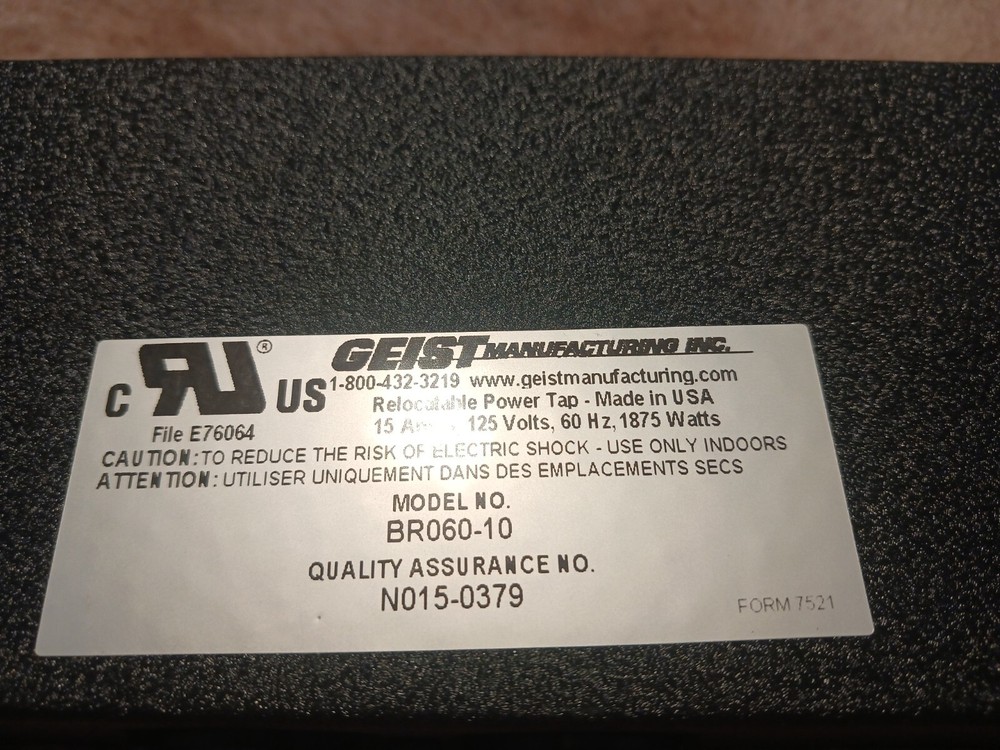 GEIST MANUFACTURING INC.
C RU ® US
1-800-432-3219 www.geistmanufacturing.com
Relocatable Power Tap - Made in USA
15 125 Volts, 60 Hz, 1875 Watts
File E76064
CAUTION: TO REDUCE THE RISK OF ELECTRIC SHOCK - USE ONLY INDOORS
ATTENTION: UTILISER UNIQUEMENT DANS DES EMPLACEMENTS SECS
MODEL NO.
BR060-10
QUALITY ASSURANCE NO.
N015-0379
FORM 7521